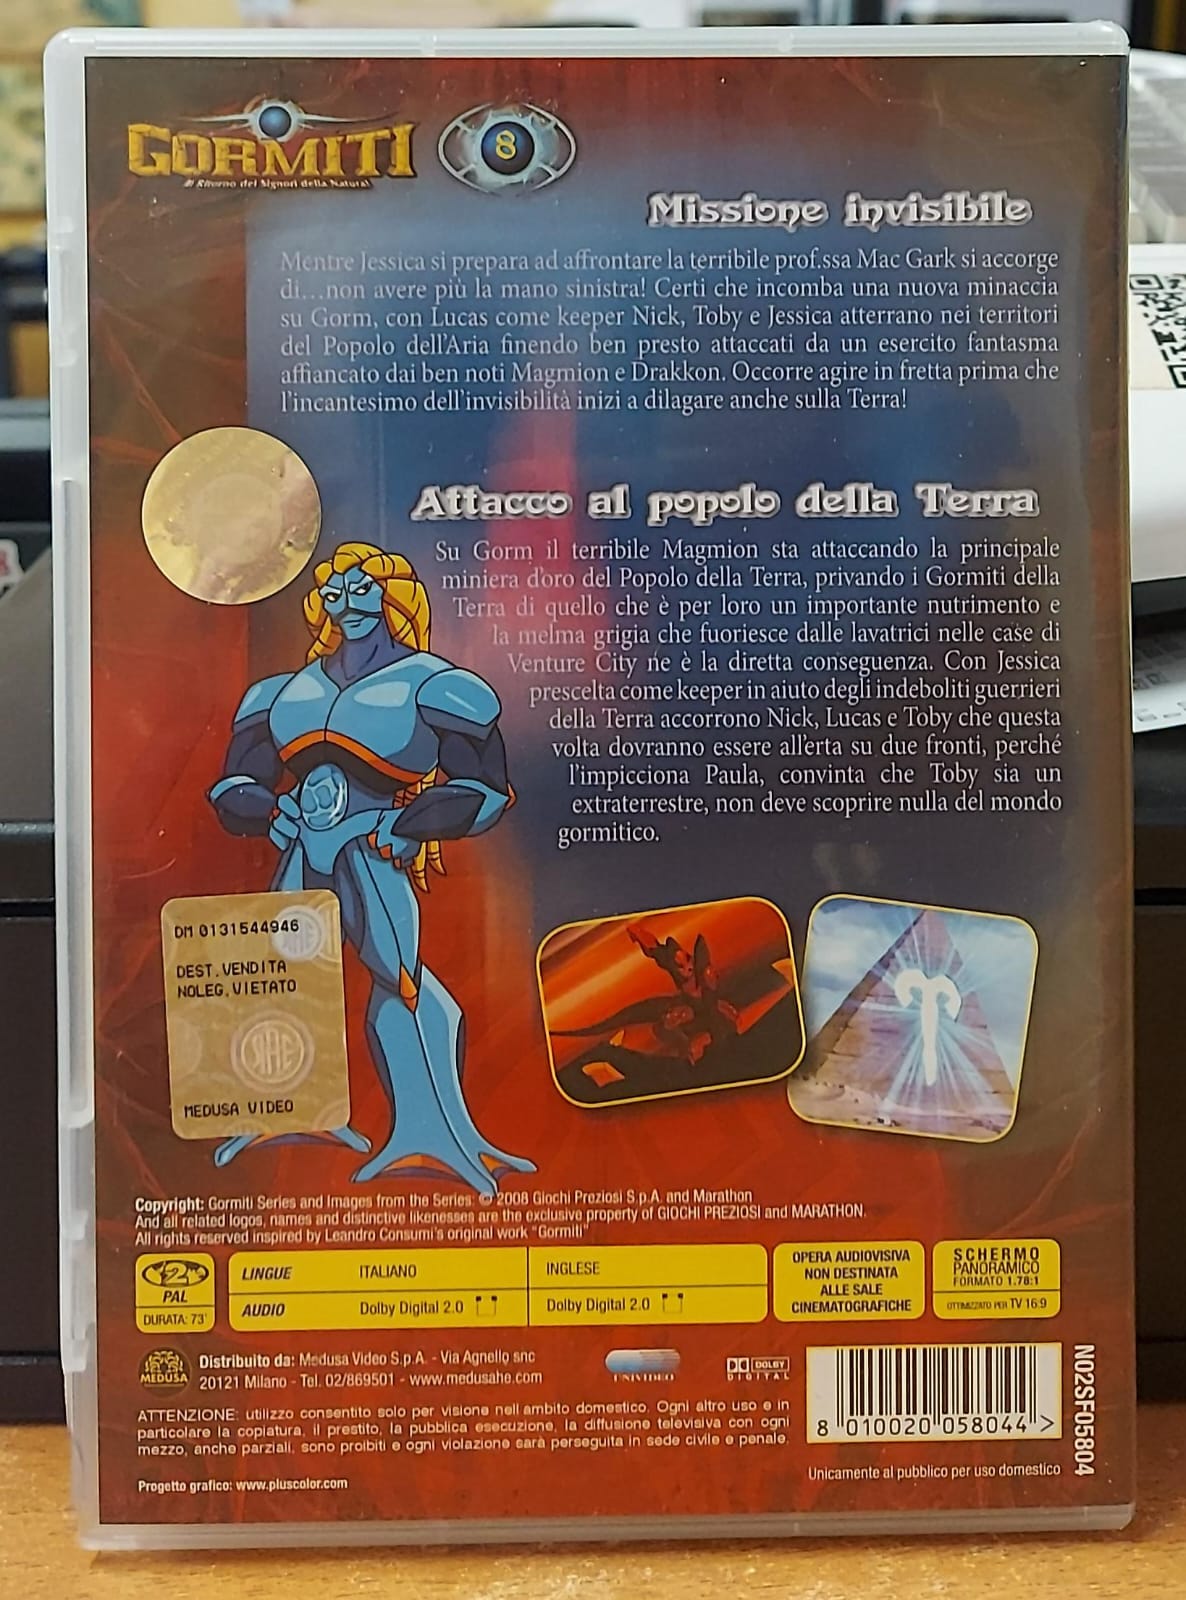 GORMITI
Il Ritorno dei Signori della Natura!
8
Missione invisibile
Mentre Jessica si prepara ad affrontare la terribile prof.ssa Mac Gark si accorge
di...non avere più la mano sinistra! Certi che incomba una nuova minaccia
su Gorm, con Lucas come keeper Nick, Toby e Jessica atterrano nei territori
del Popolo dell'Aria finendo ben presto attaccati da un esercito fantasma
affiancato dai ben noti Magmion e Drakkon. Occorre agire in fretta prima che
l'incantesimo dell'invisibilità inizi a dilagare anche sulla Terra!
Attacco al popolo della Terra
Su Gorm il terribile Magmion sta attaccando la principale
miniera d'oro del Popolo della Terra, privando i Gormiti della
Terra di quello che è per loro un importante nutrimento e
la melma grigia che fuoriesce dalle lavatrici nelle case di
Venture City ne è la diretta conseguenza. Con Jessica
prescelta come keeper in aiuto degli indeboliti guerrieri
della Terra accorrono Nick, Lucas e Toby che questa
volta dovranno essere all'erta su due fronti, perché
l'impicciona Paula, convinta che Toby sia un
extraterrestre, non deve scoprire nulla del mondo
gormitico.
DM 0131544946
DEST.VENDITA
NOLEG.VIETATO
SIAE
MEDUSA VIDEO
Copyright: Gormiti Series and Images from the Series: © 2008 Giochi Preziosi S.p.A. and Marathon
And all related logos, names and distinctive likenesses are the exclusive property of GIOCHI PREZIOSI and MARATHON.
All rights reserved inspired by Leandro Consumi's original work "Gormiti"
2
PAL
DURATA: 73'
LINGUE ITALIANO INGLESE
AUDIO Dolby Digital 2.0 Dolby Digital 2.0
OPERA AUDIOVISIVA
NON DESTINATA
ALLE SALE
CINEMATOGRAFICHE
SCHERMO
PANORAMICO
FORMATO 1.78:1
OTTIMIZZATO PER TV 16:9
MEDUSA
Distribuito da: Medusa Video S.p.A. - Via Agnello snc
20121 Milano - Tel. 02/869501 - www.medusahe.com
UNIVIDEO
DOLBY
DIGITAL
ATTENZIONE: utilizzo consentito solo per visione nell'ambito domestico. Ogni altro uso e in
particolare la copiatura, il prestito, la pubblica esecuzione, la diffusione televisiva con ogni
mezzo, anche parziali, sono proibiti e ogni violazione sarà perseguita in sede civile e penale.
8 010020 058044 >
N02SF05804
Progetto grafico: www.pluscolor.com
Unicamente al pubblico per uso domestico